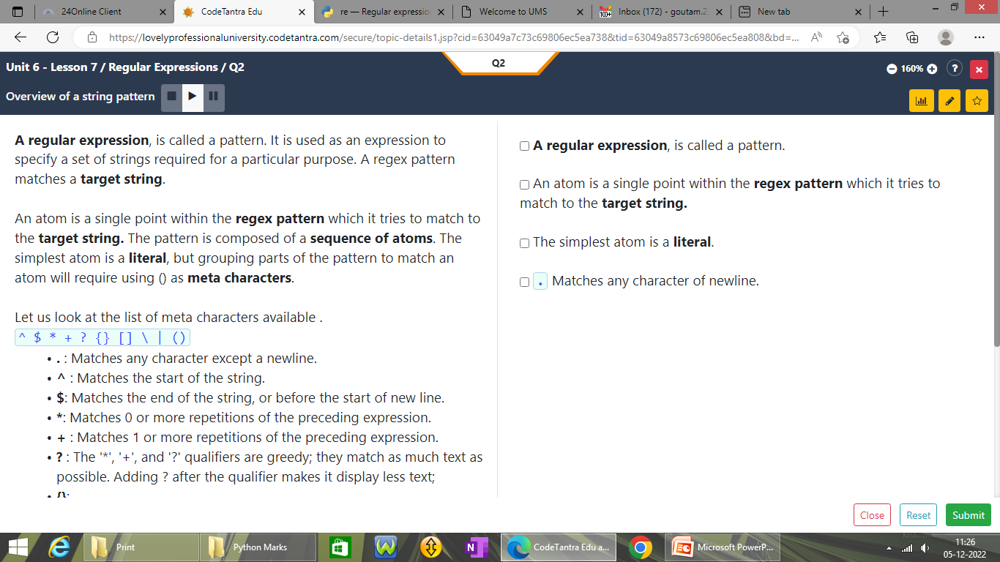 24Online Client
CodeTantra Edu
re — Regular expressio
Welcome to UMS
Inbox (172) - goutam.2
New tab
https://lovelyprofessionaluniversity.codetantra.com/secure/topic-details1.jsp?cid=63049a7c73c69806ec5ea738&tid=63049a8573c69806ec5ea808&bd=...
Unit 6 - Lesson 7 / Regular Expressions / Q2
Q2
160%
?
Overview of a string pattern
A regular expression, is called a pattern. It is used as an expression to
specify a set of strings required for a particular purpose. A regex pattern
matches a target string.
An atom is a single point within the regex pattern which it tries to match to
the target string. The pattern is composed of a sequence of atoms. The
simplest atom is a literal, but grouping parts of the pattern to match an
atom will require using () as meta characters.
Let us look at the list of meta characters available .
^ $ * + ? {} [] \ | ()
• . : Matches any character except a newline.
• ^ : Matches the start of the string.
• $: Matches the end of the string, or before the start of new line.
• *: Matches 0 or more repetitions of the preceding expression.
• + : Matches 1 or more repetitions of the preceding expression.
• ? : The '*', '+', and '?' qualifiers are greedy; they match as much text as
possible. Adding ? after the qualifier makes it display less text;
• {}:
A regular expression, is called a pattern.
An atom is a single point within the regex pattern which it tries to
match to the target string.
The simplest atom is a literal.
. Matches any character of newline.
Close
Reset
Submit
Print
Python Marks
CodeTantra Edu a...
Microsoft PowerP...
11:26
05-12-2022